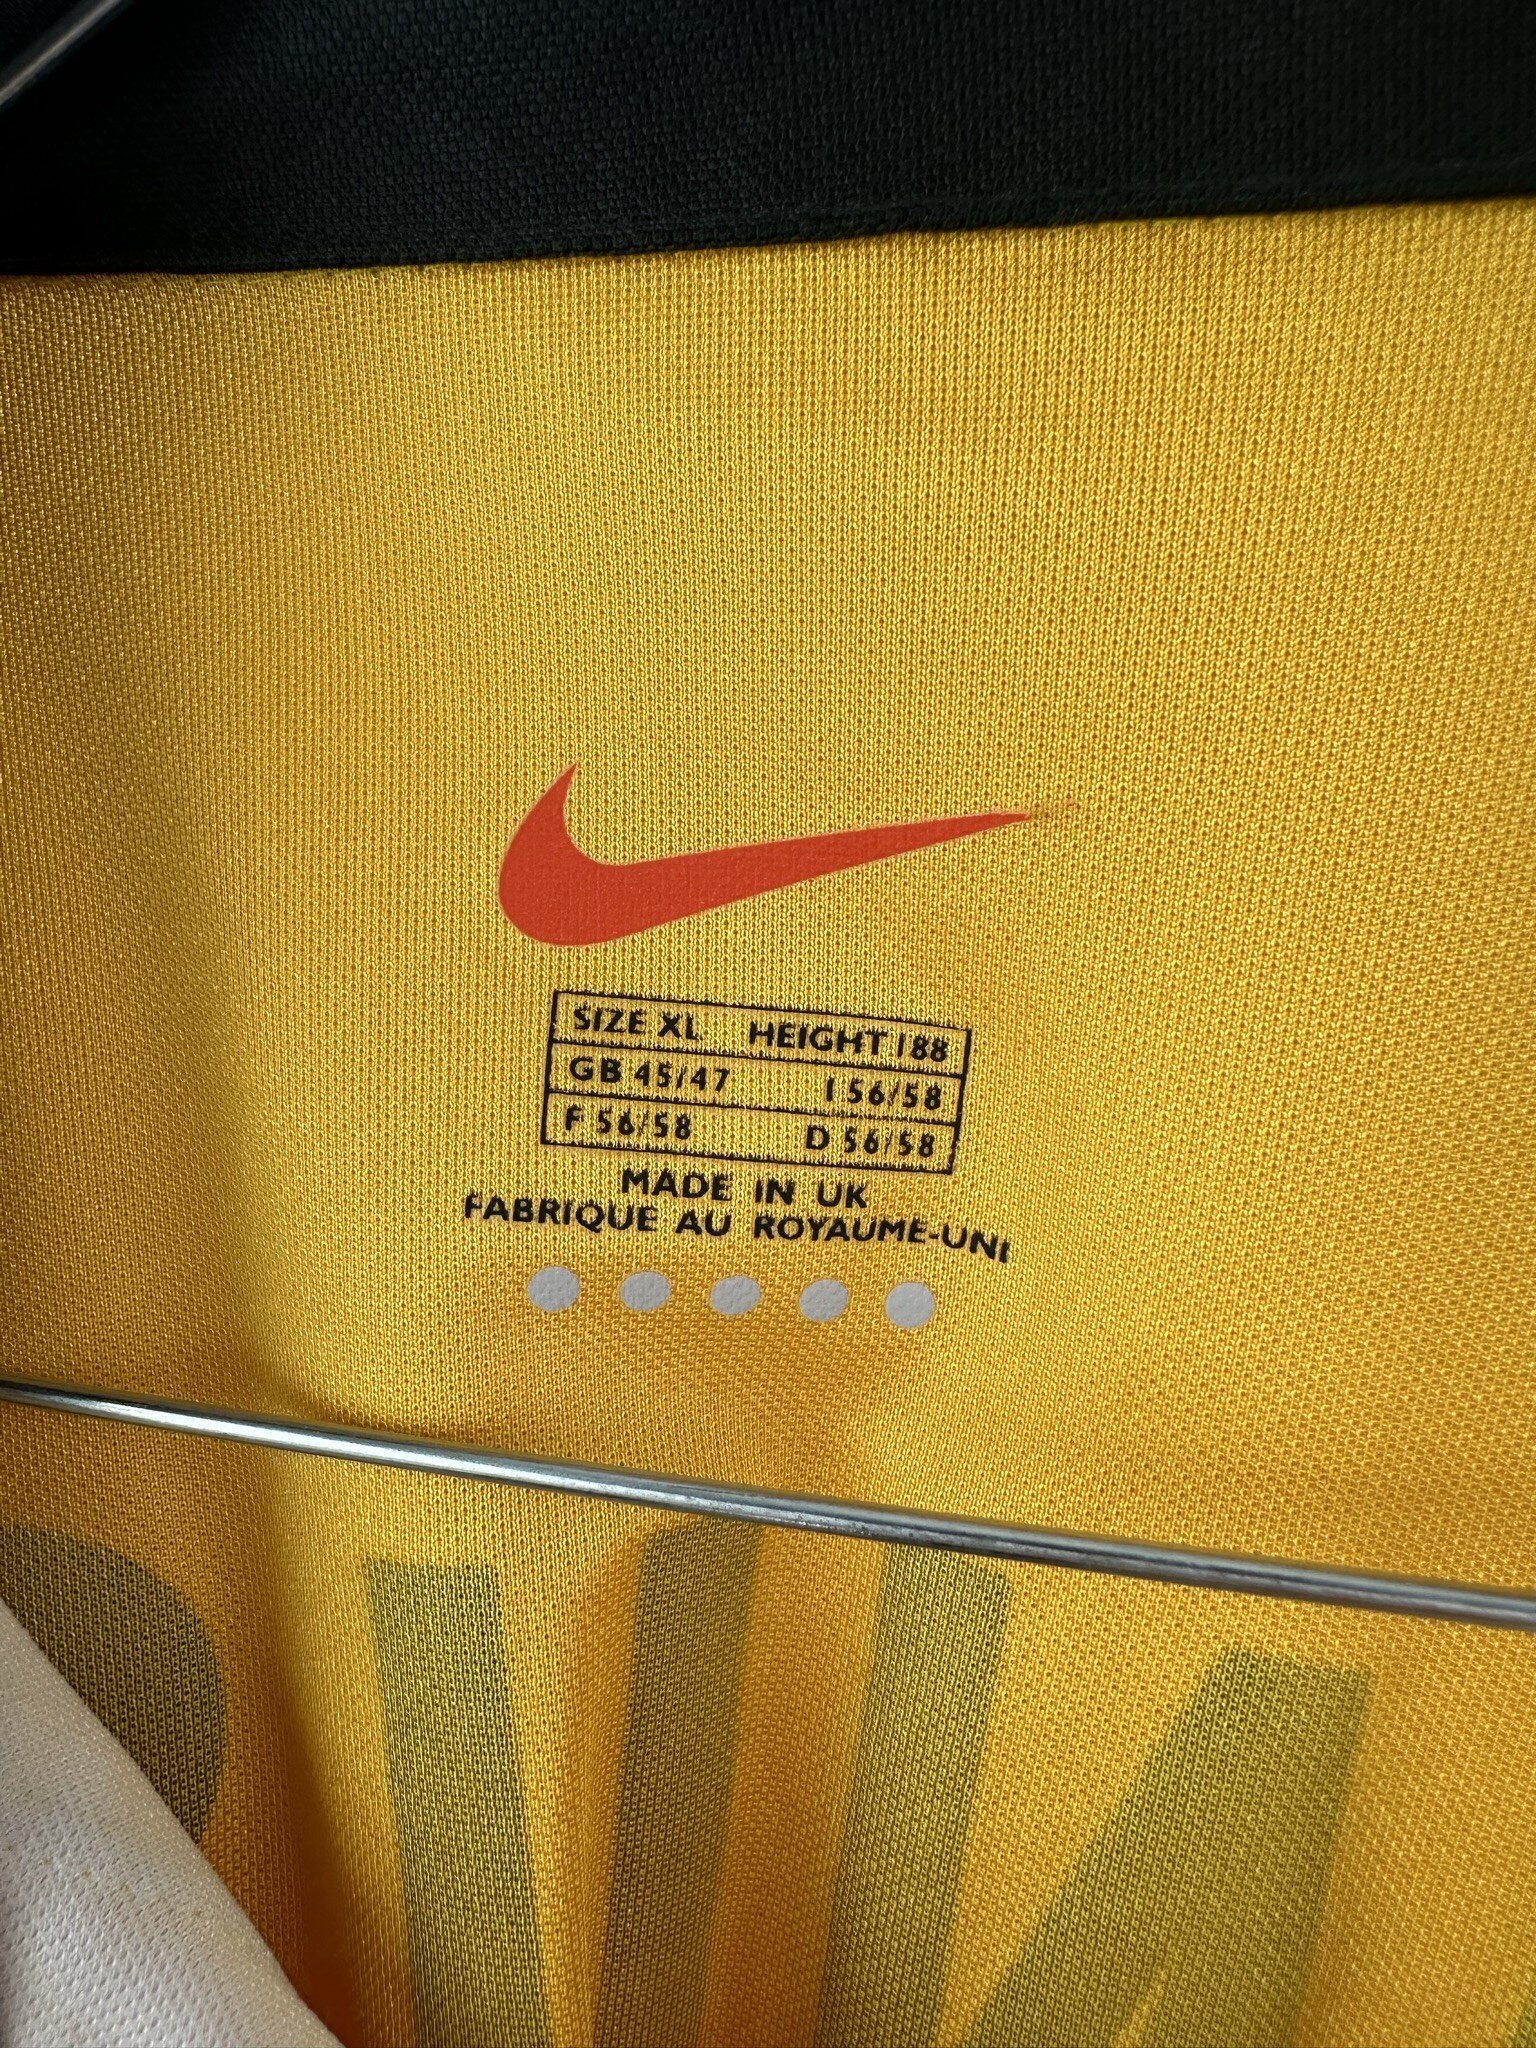 SIZE XL HEIGHT 188
GB 45/47 I 56/58
F 56/58 D 56/58
MADE IN UK
FABRIQUE AU ROYAUME-UNI